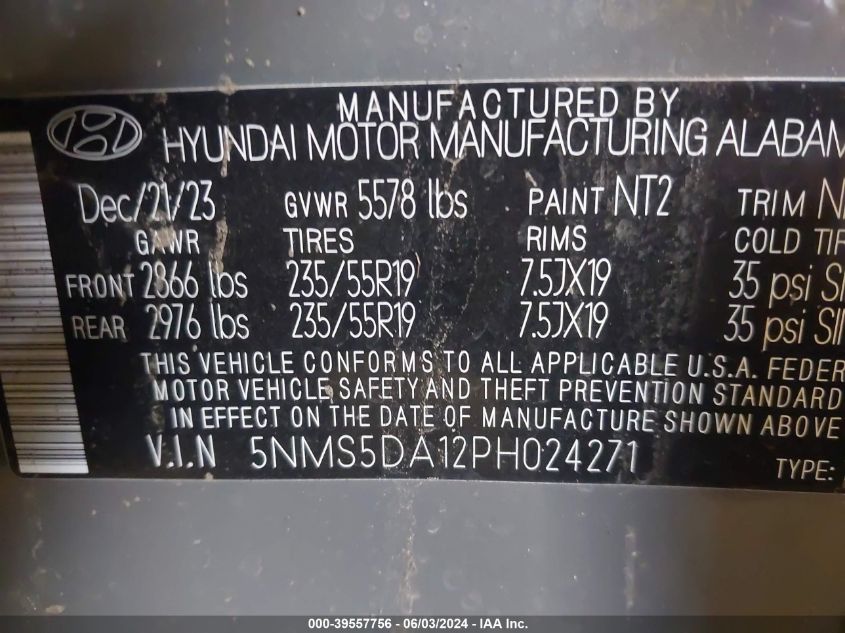 MANUFACTURED BY
HYUNDAI MOTOR MANUFACTURING ALABAM
Dec/21/23 GVWR 5578 lbs PAINT NT2 TRIM N
GAWR TIRES RIMS COLD TIR
FRONT 2866 lbs 235/55R19 7.5JX19 35 psi SI
REAR 2976 lbs 235/55R19 7.5JX19 35 psi SI
THIS VEHICLE CONFORMS TO ALL APPLICABLE U.S.A. FEDER
MOTOR VEHICLE SAFETY AND THEFT PREVENTION STANDARD
IN EFFECT ON THE DATE OF MANUFACTURE SHOWN ABOVE
V.I.N 5NMS5DA12PH024271 TYPE:
000-39557756 - 06/03/2024 - IAA Inc.